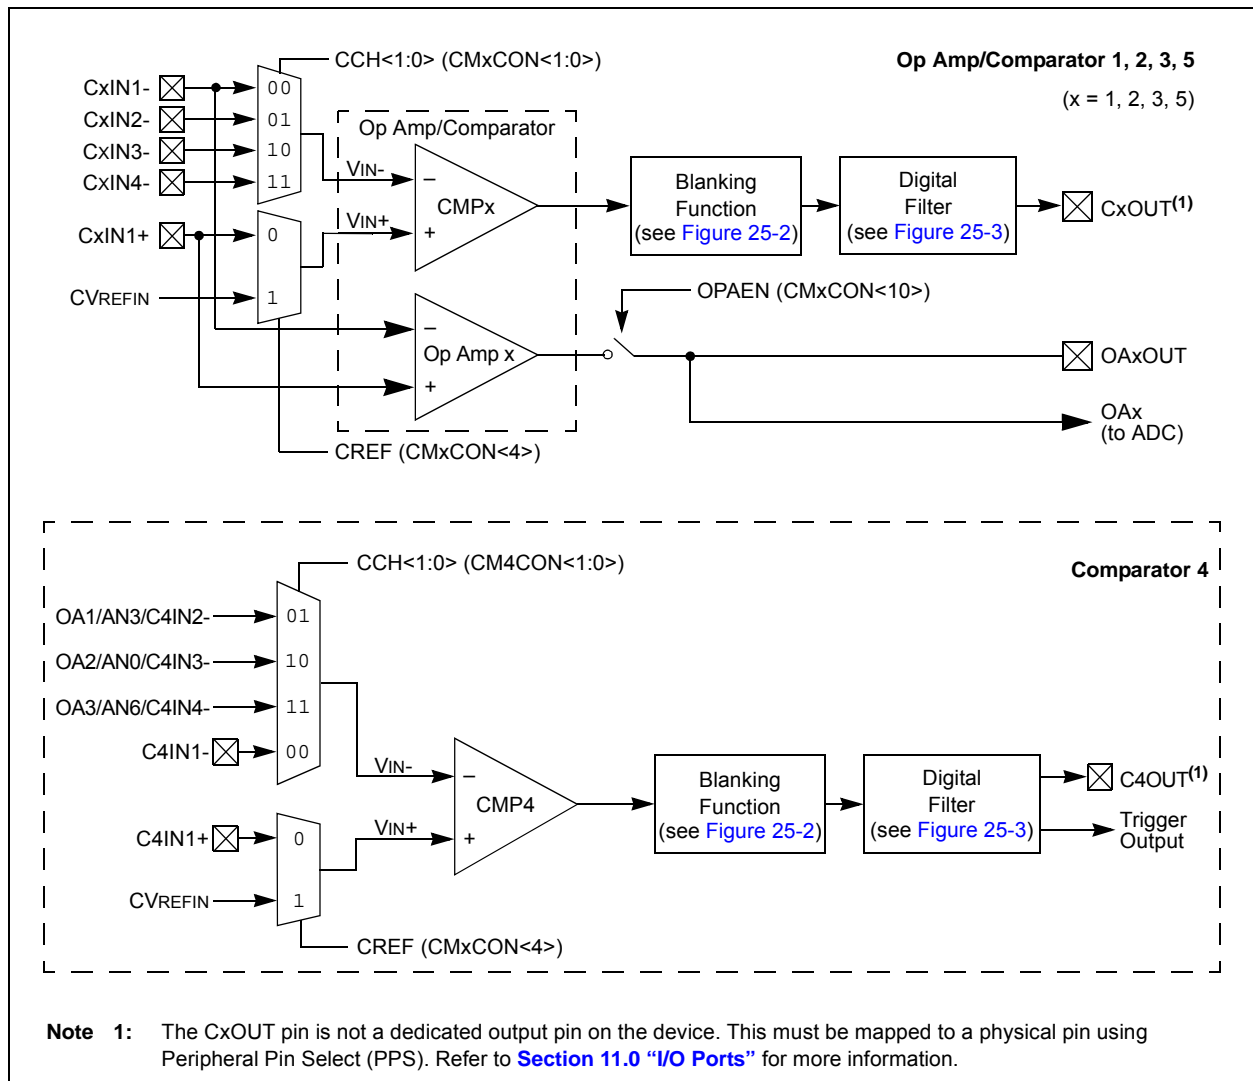 CCH<1:0> (CMxCON<1:0>)
Op Amp/Comparator 1, 2, 3, 5
(x = 1, 2, 3, 5)
CxIN1-
00
CxIN2-
01
CxIN3-
10
CxIN4-
11
Op Amp/Comparator
VIN-
–
CMPx
VIN+
+
Blanking
Function
(see Figure 25-2)
Digital
Filter
(see Figure 25-3)
CxOUT(1)
CxIN1+
0
CVREFIN
1
OPAEN (CMxCON<10>)
–
Op Amp x
+
OAxOUT
OAx
(to ADC)
CREF (CMxCON<4>)
CCH<1:0> (CM4CON<1:0>)
Comparator 4
OA1/AN3/C4IN2-
01
OA2/AN0/C4IN3-
10
OA3/AN6/C4IN4-
11
C4IN1-
00
VIN-
–
CMP4
VIN+
+
Blanking
Function
(see Figure 25-2)
Digital
Filter
(see Figure 25-3)
C4OUT(1)
Trigger
Output
C4IN1+
0
CVREFIN
1
CREF (CMxCON<4>)
Note 1: The CxOUT pin is not a dedicated output pin on the device. This must be mapped to a physical pin using
Peripheral Pin Select (PPS). Refer to Section 11.0 “I/O Ports” for more information.